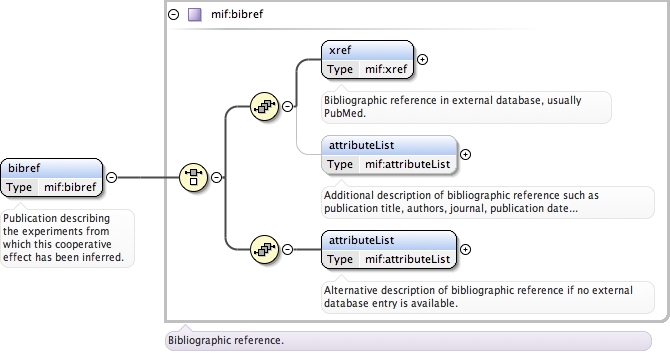 mif:bibref
xref
Type mif:xref
Bibliographic reference in external database, usually
PubMed.
attributeList
Type mif:attributeList
Additional description of bibliographic reference such as
publication title, authors, journal, publication date...
bibref
Type mif:bibref
Publication describing
the experiments from
which this cooperative
effect has been inferred.
attributeList
Type mif:attributeList
Alternative description of bibliographic reference if no external
database entry is available.
Bibliographic reference.